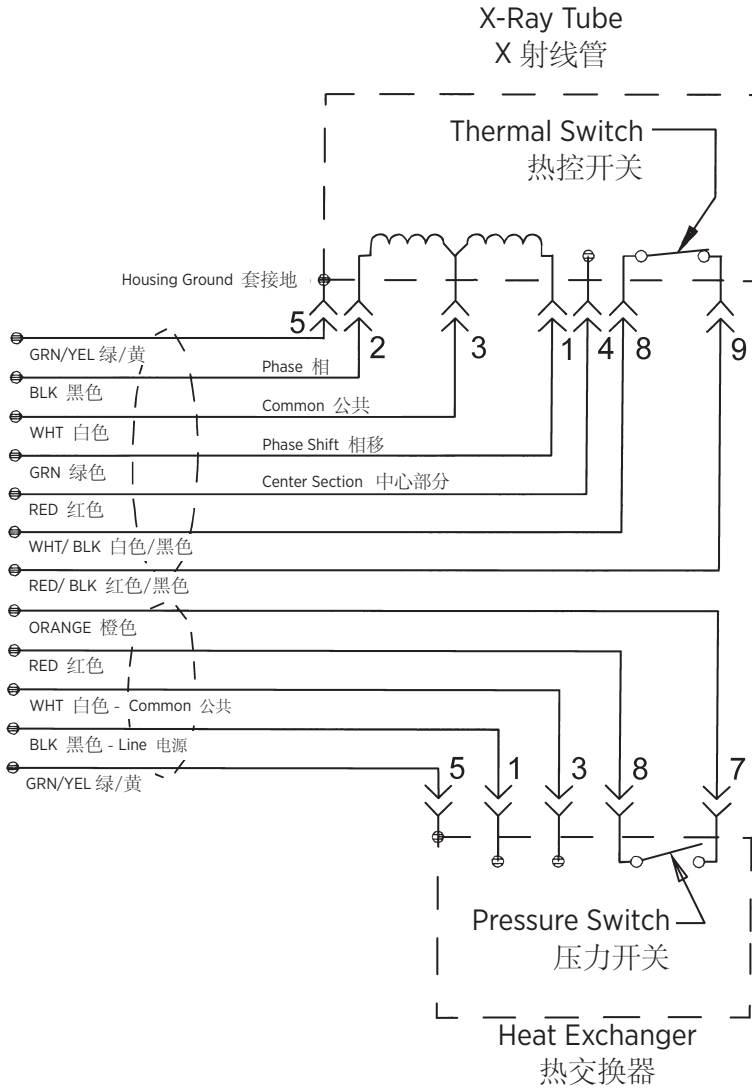 X-Ray Tube
X 射线管
Thermal Switch
热控开关
Housing Ground 套接地
5
2
3
1
4
8
9
GRN/YEL 绿/黄
Phase 相
BLK 黑色
Common 公共
WHT 白色
Phase Shift 相移
GRN 绿色
Center Section 中心部分
RED 红色
WHT/ BLK 白色/黑色
RED/ BLK 红色/黑色
ORANGE 橙色
RED 红色
WHT 白色 - Common 公共
BLK 黑色 - Line 电源
GRN/YEL 绿/黄
5
1
3
8
7
Pressure Switch
压力开关
Heat Exchanger
热交换器